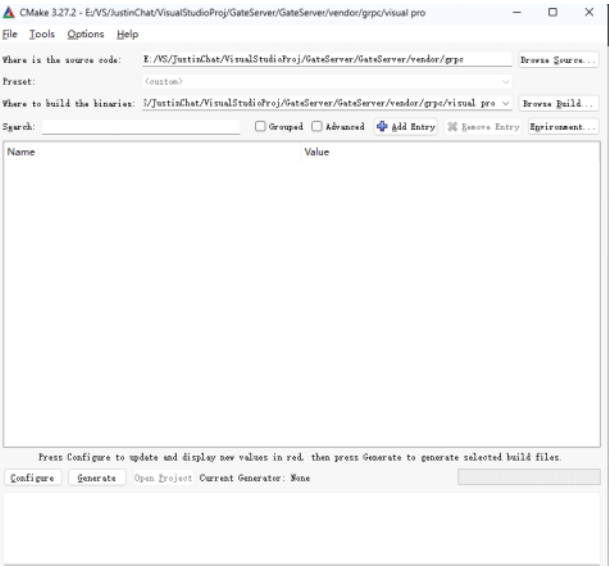 CMake 3.27.2 - E:/VS/JustinChat/VisualStudioProj/GateServer/GateServer/vendor/grpc/visual pro
File Tools Options Help
Where is the source code: E:/VS/JustinChat/VisualStudioProj/GateServer/GateServer/vendor/grpc Browse Source...
Preset: <custom>
Where to build the binaries: S/JustinChat/VisualStudioProj/GateServer/GateServer/vendor/grpc/visual pro Browse Build...
Search: Grouped Advanced Add Entry Remove Entry Environment...
Name Value
Press Configure to update and display new values in red, then press Generate to generate selected build files.
Configure Generate Open Project Current Generator: None